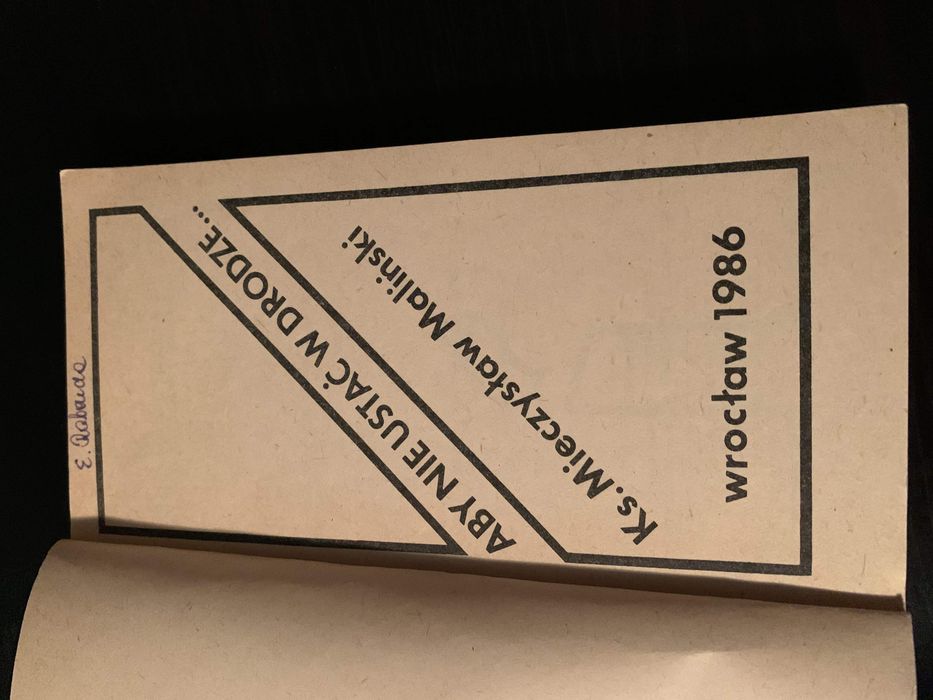 E.
ABY NIE USTAĆ W DRODZE...
Ks. Mieczysław Maliński
wrocław 1986